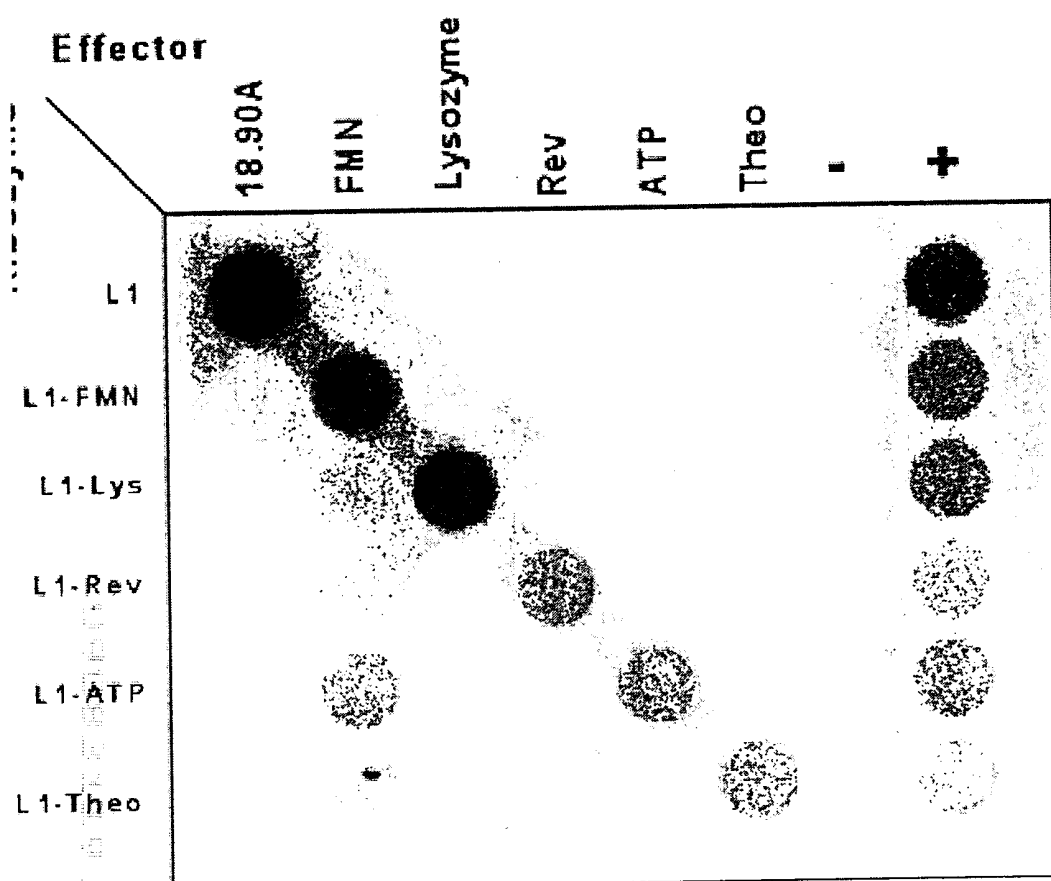 Effector
18.90A
FMN
Lysozyme
Rev
ATP
Theo
-
+
L1
L1-FMN
L1-Lys
L1-Rev
L1-ATP
L1-Theo